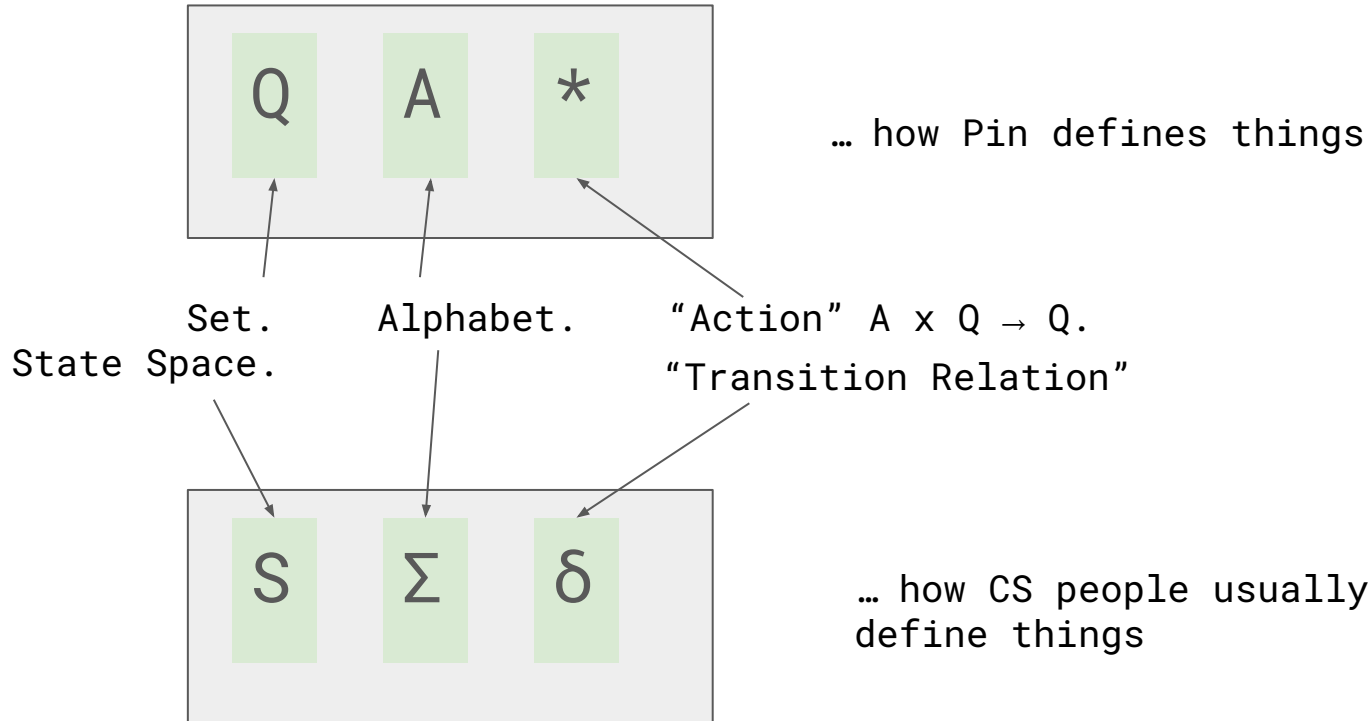 Q A *
… how Pin defines things
Set. Alphabet. “Action” A x Q → Q.
State Space. “Transition Relation”
S Σ δ
… how CS people usually
define things